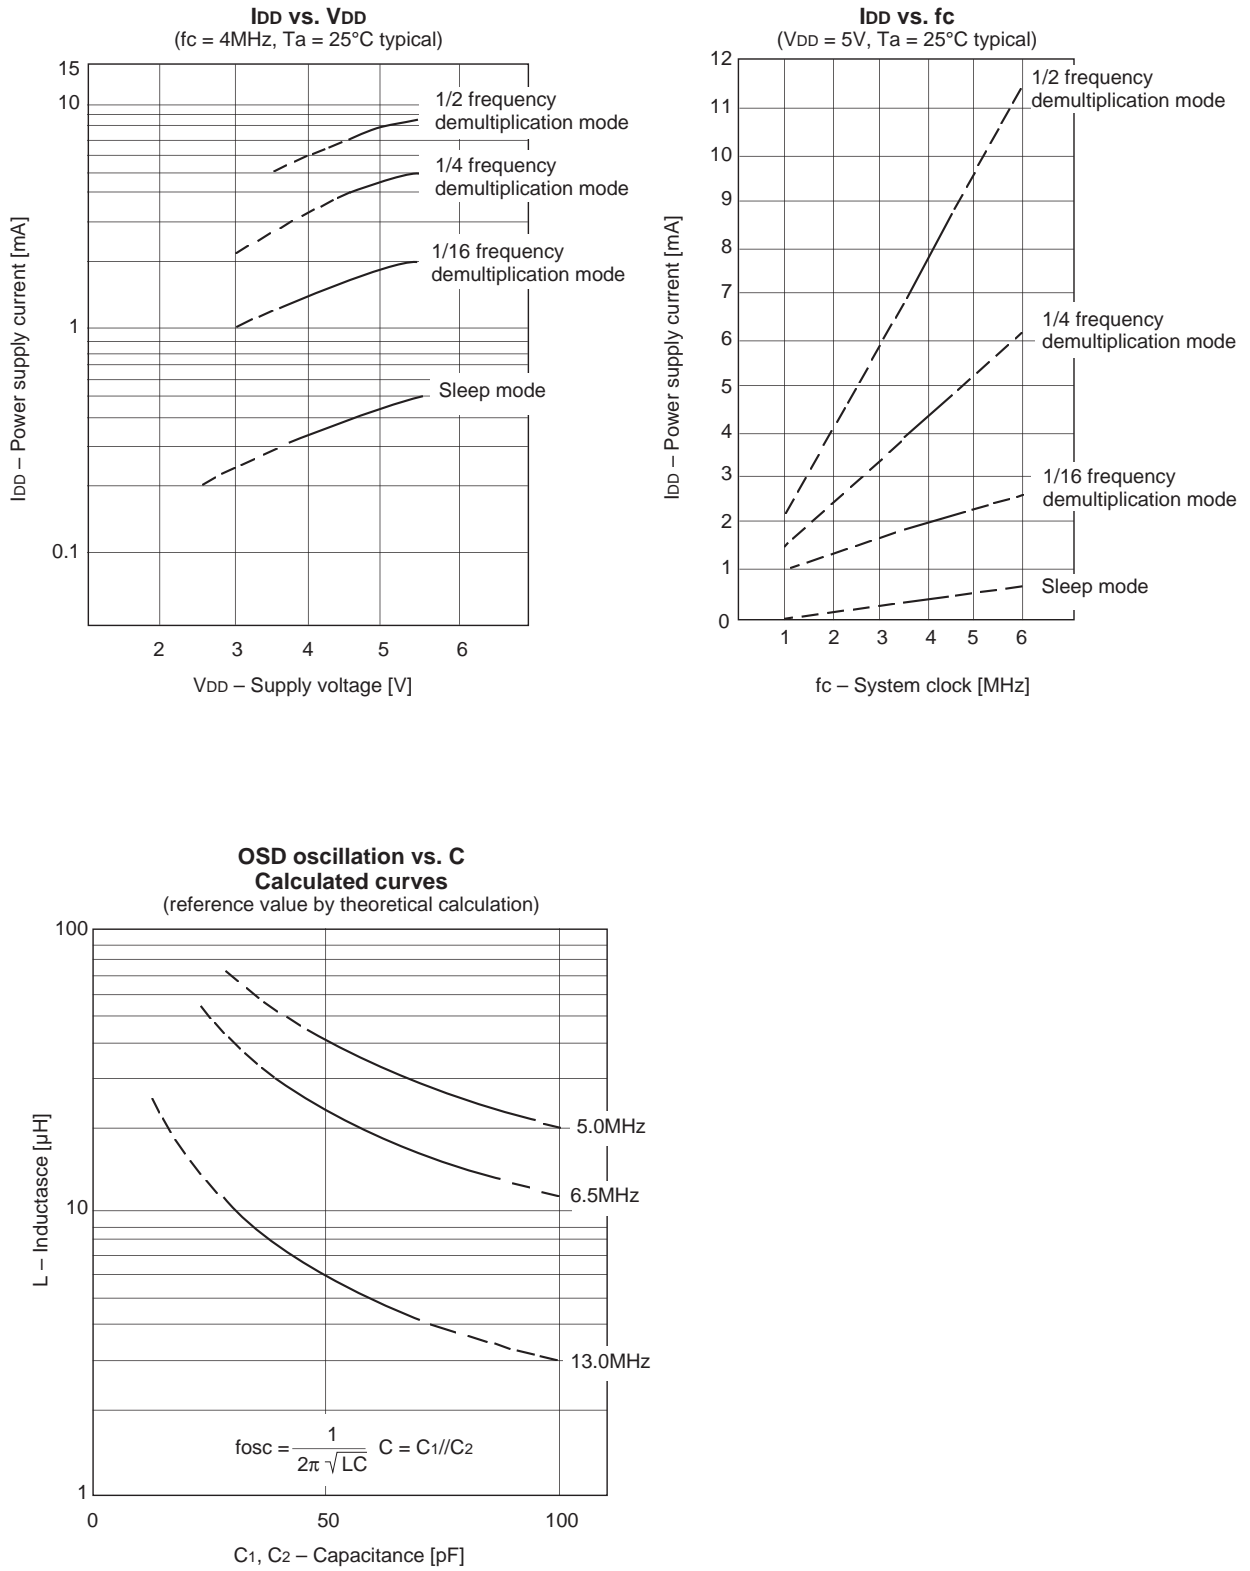 IDD vs. VDD
(fc = 4MHz, Ta = 25°C typical)
15
10
1
0.1
IDD – Power supply current [mA]
1/2 frequency
demultiplication mode
1/4 frequency
demultiplication mode
1/16 frequency
demultiplication mode
Sleep mode
2 3 4 5 6
VDD – Supply voltage [V]
IDD vs. fc
(VDD = 5V, Ta = 25°C typical)
12
11
10
9
8
7
6
5
4
3
2
1
0
IDD – Power supply current [mA]
1/2 frequency
demultiplication mode
1/4 frequency
demultiplication mode
1/16 frequency
demultiplication mode
Sleep mode
1 2 3 4 5 6
fc – System clock [MHz]
OSD oscillation vs. C
Calculated curves
(reference value by theoretical calculation)
100
10
1
L – Inductasce [µH]
5.0MHz
6.5MHz
13.0MHz
fosc = 1 / 2π √LC C = C1//C2
0 50 100
C1, C2 – Capacitance [pF]